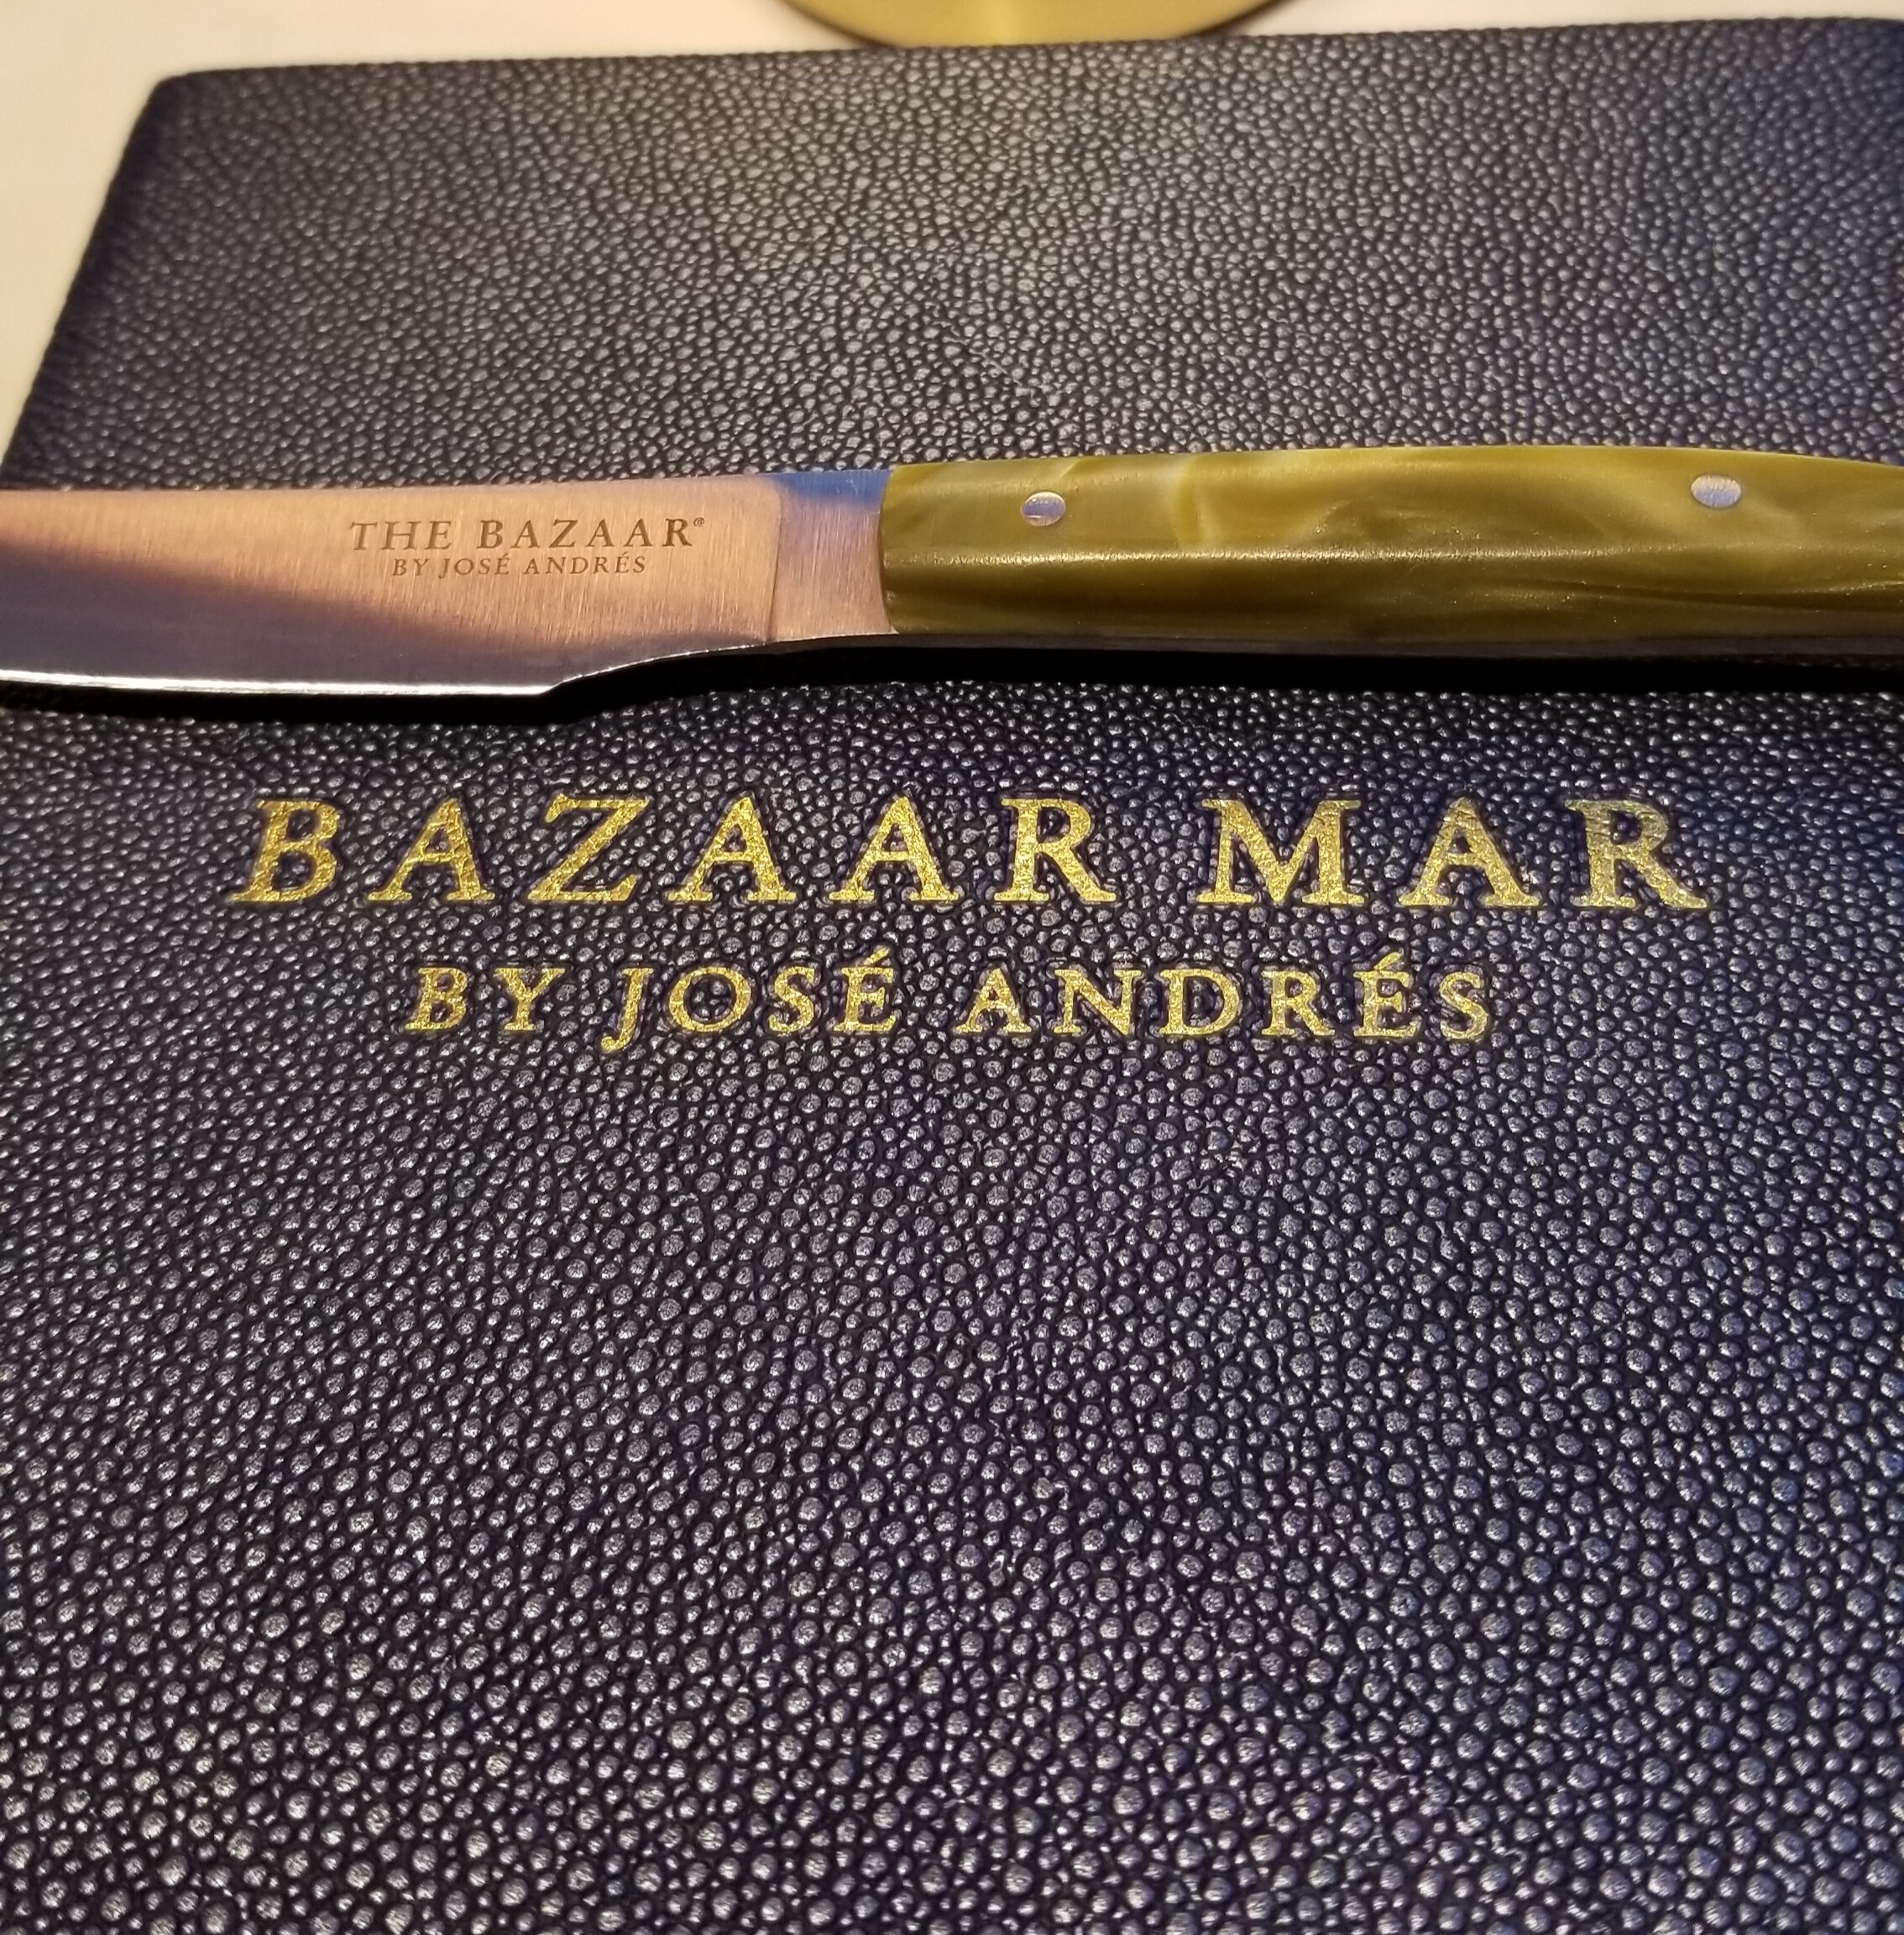 THE BAZAAR®
BY JOSÉ ANDRÉS
BAZAAR MAR
BY JOSÉ ANDRÉS